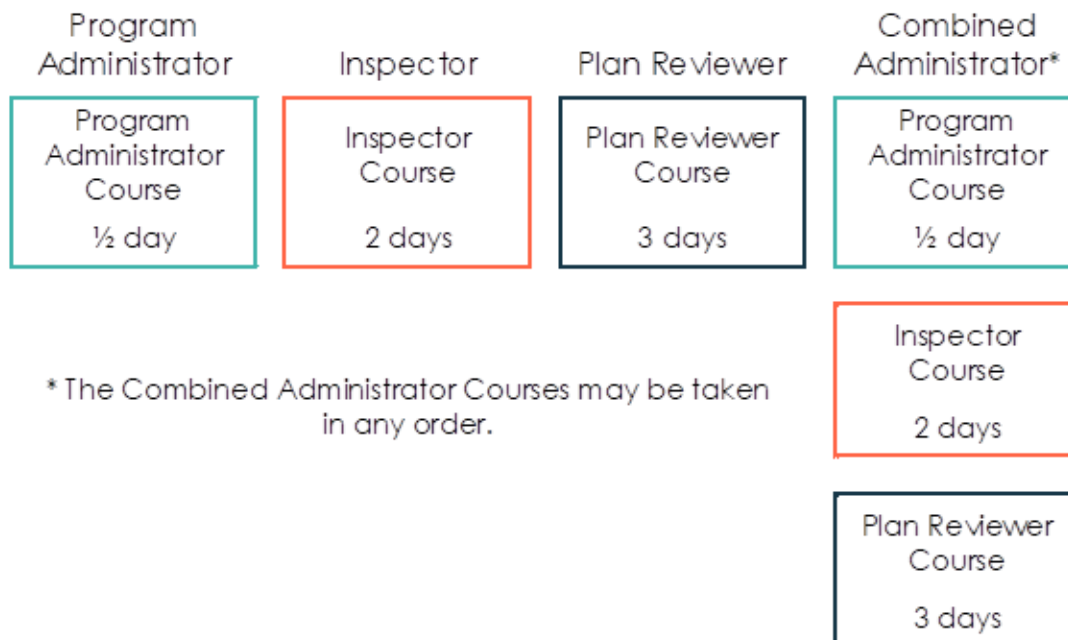 Program
Administrator
Inspector
Plan Reviewer
Combined
Administrator*
Program
Administrator
Course
½ day
Inspector
Course
2 days
Plan Reviewer
Course
3 days
Program
Administrator
Course
½ day
Inspector
Course
2 days
Plan Reviewer
Course
3 days
* The Combined Administrator Courses may be taken
in any order.